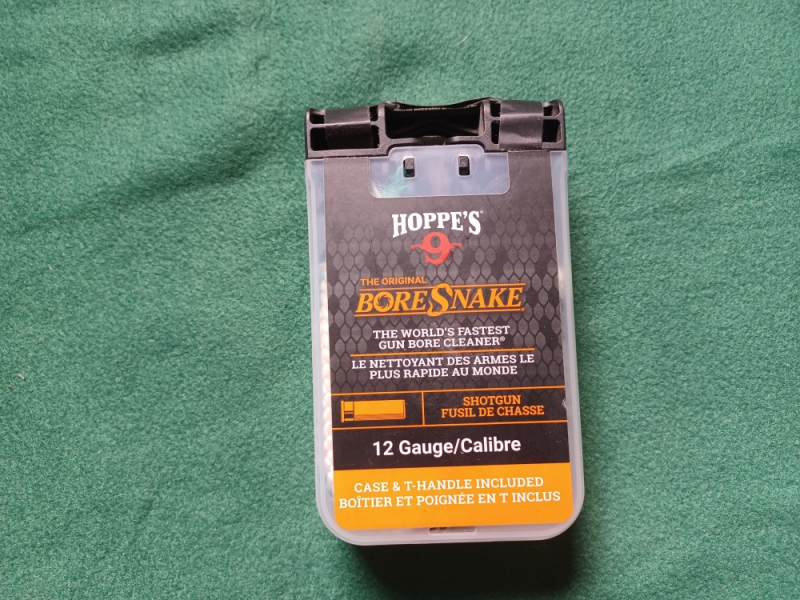 HOPPE'S
9
THE ORIGINAL
BORESNAKE
THE WORLD'S FASTEST
GUN BORE CLEANER®
LE NETTOYANT DES ARMES LE
PLUS RAPIDE AU MONDE
SHOTGUN
FUSIL DE CHASSE
12 Gauge/Calibre
CASE & T-HANDLE INCLUDED
BOÎTIER ET POIGNÉE EN T INCLUS